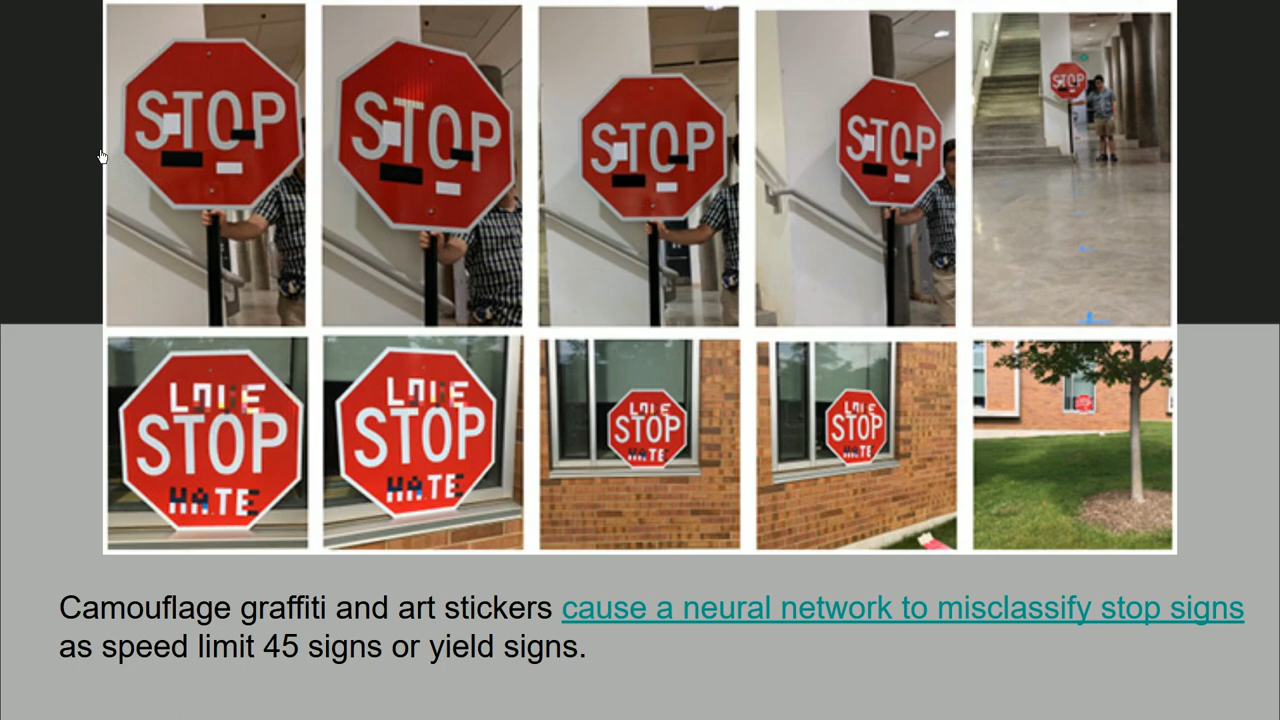 STOP
STOP
STOP
STOP
STOP
LOVE
STOP
HATE
LOVE
STOP
HATE
LOVE
STOP
HATE
LOVE
STOP
HATE
Camouflage graffiti and art stickers cause a neural network to misclassify stop signs
as speed limit 45 signs or yield signs.